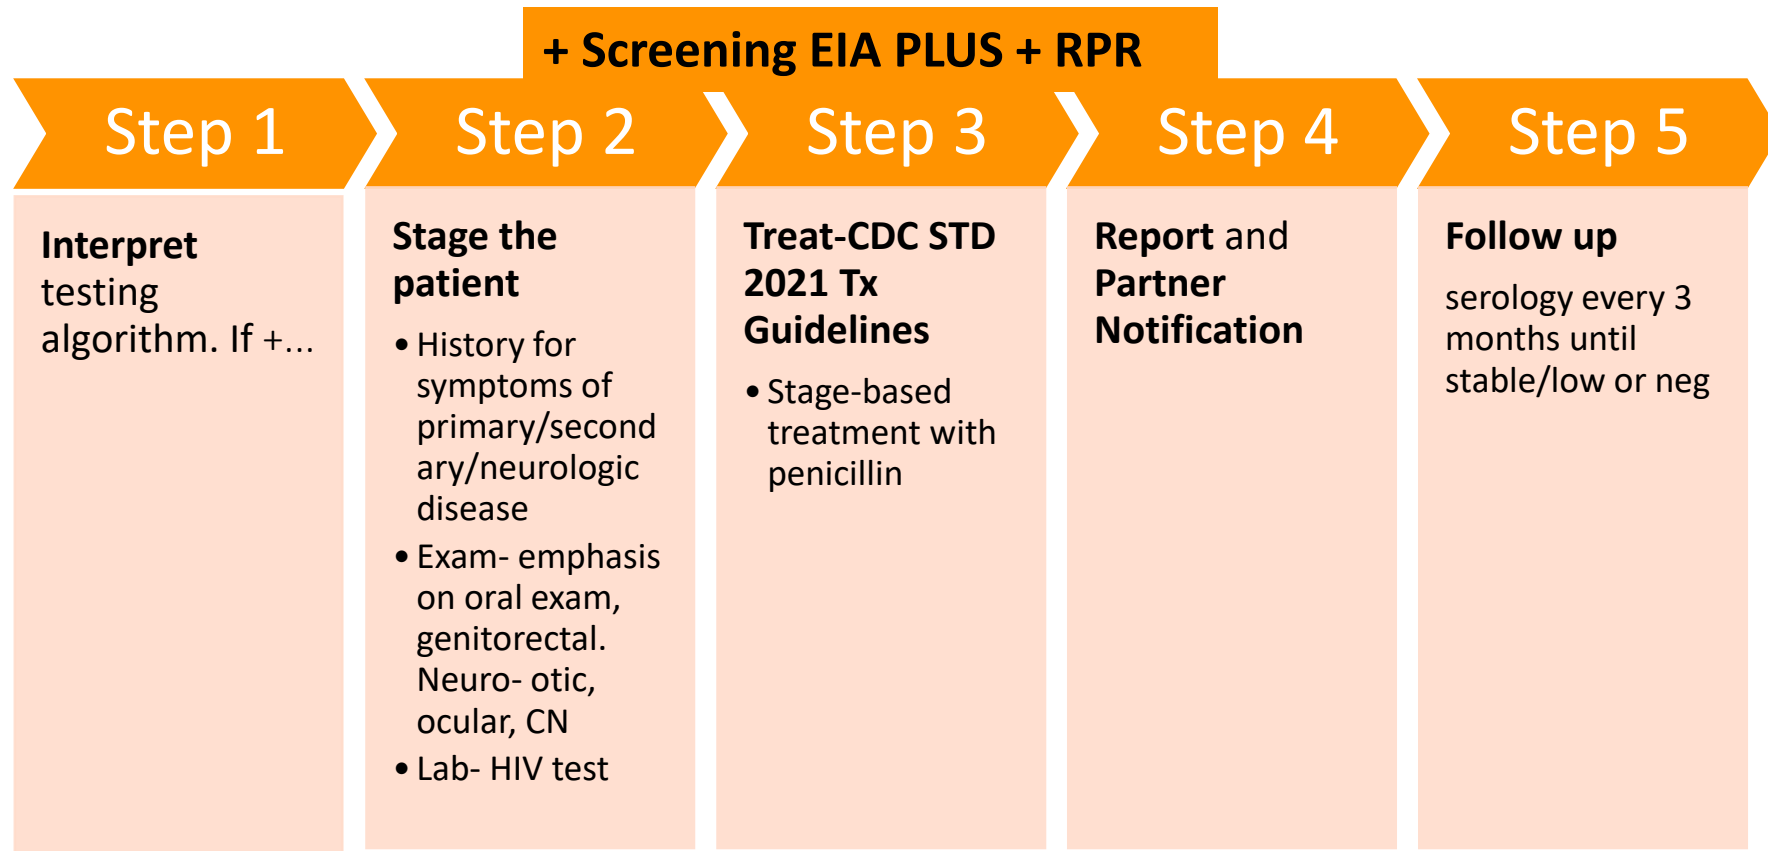 + Screening EIA PLUS + RPR
Step 1
Step 2
Step 3
Step 4
Step 5
Interpret
testing
algorithm. If +...
Stage the
patient
• History for
symptoms of
primary/second
ary/neurologic
disease
• Exam- emphasis
on oral exam,
genitorectal.
Neuro- otic,
ocular, CN
• Lab- HIV test
Treat-CDC STD
2021 Tx
Guidelines
• Stage-based
treatment with
penicillin
Report and
Partner
Notification
Follow up
serology every 3
months until
stable/low or neg